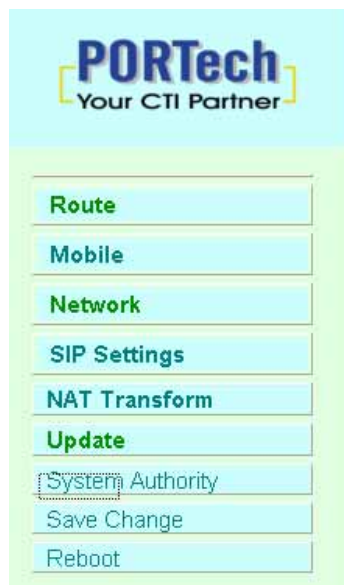 PORTech
Your CTI Partner
Route
Mobile
Network
SIP Settings
NAT Transform
Update
System Authority
Save Change
Reboot